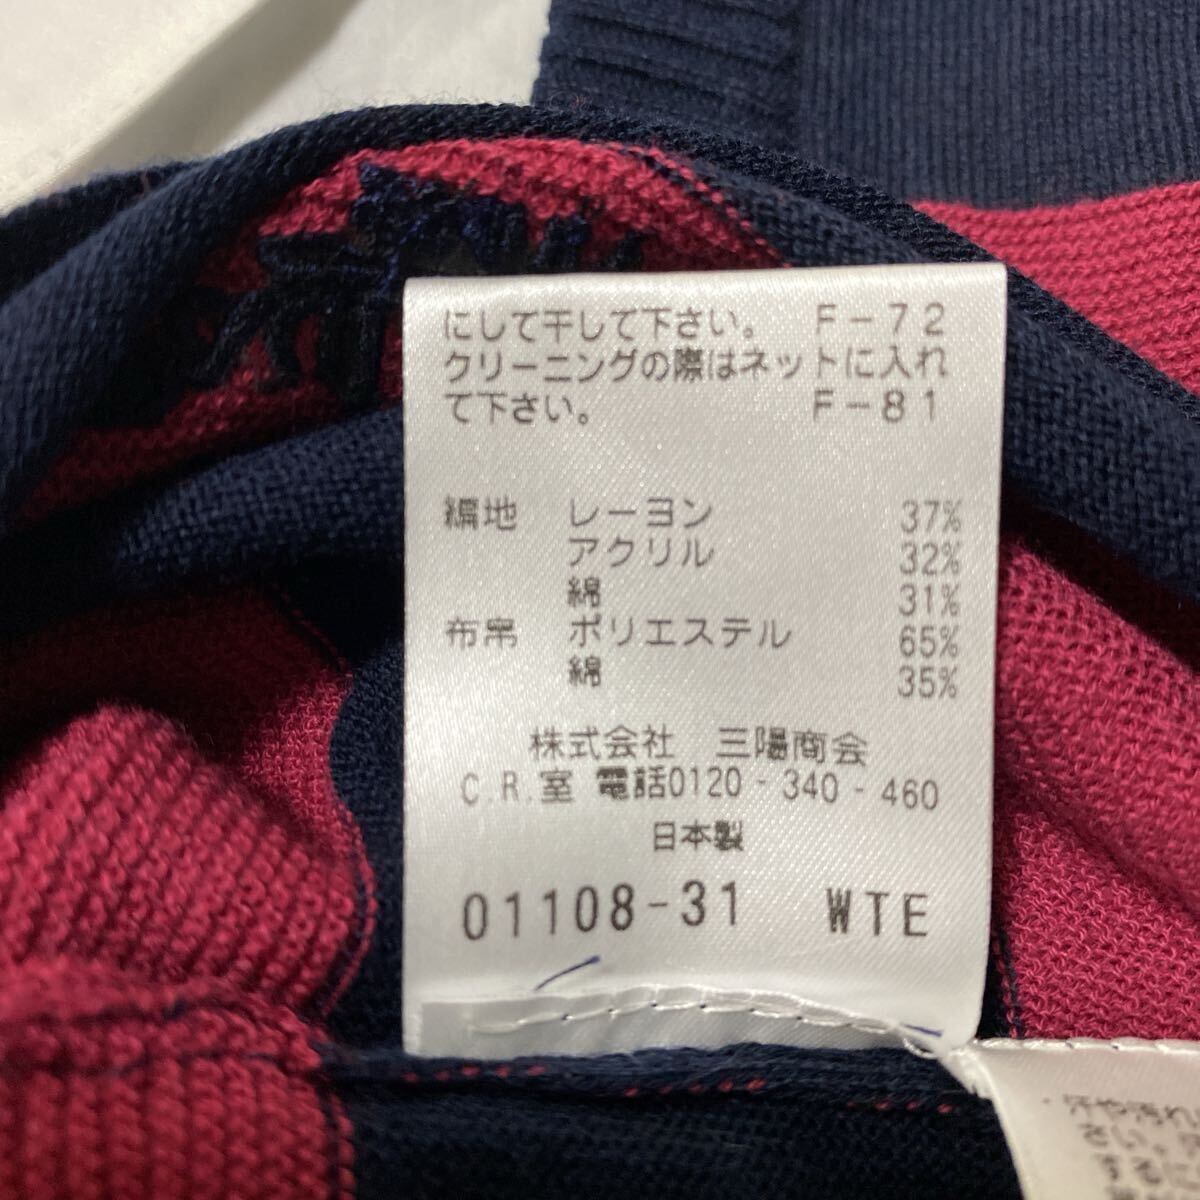 にして干して下さい。 F-72
クリーニングの際はネットに入れ
て下さい。 F-81
編地 レーヨン 37%
アクリル 32%
綿 31%
布帛 ポリエステル 65%
綿 35%
株式会社 三陽商会
C.R.室 電話0120-340-460
日本製
01108-31 WTE